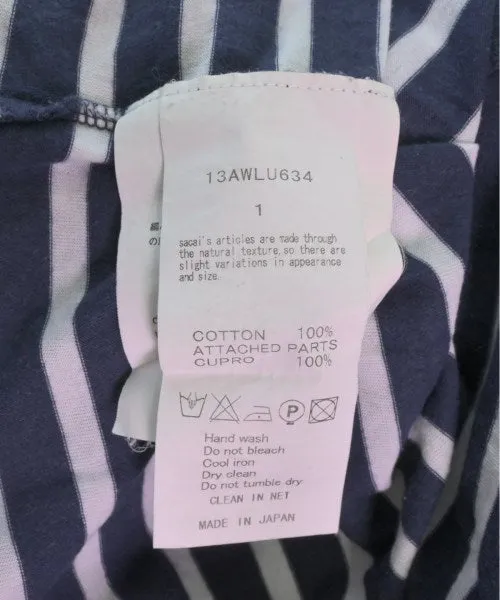 13AWLU634
1
sacai's articles are made through
the natural texture,so there are
slight variations in appearance
and size.
COTTON 100%
ATTACHED PARTS
CUPRO 100%
P
Hand wash
Do not bleach
Cool iron
Dry clean
Do not tumble dry
CLEAN IN NET
MADE IN JAPAN